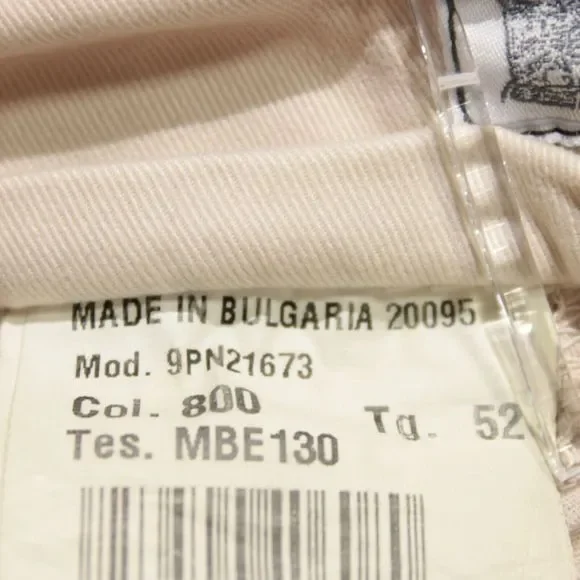 MADE IN BULGARIA 20095
Mod. 9PN21673
Col. 800
Tg. 52
Tes. MBE130